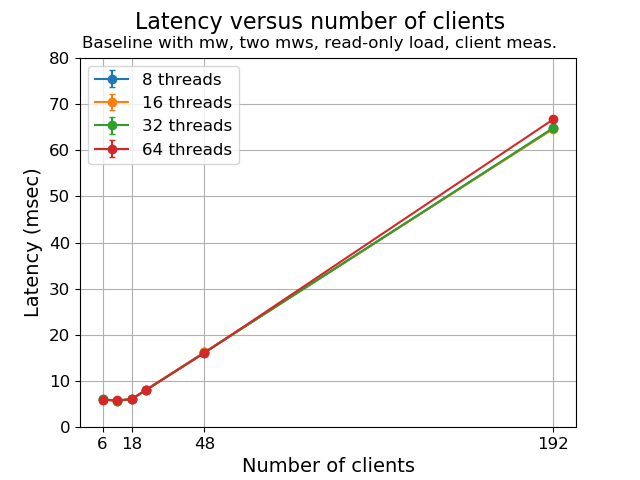 Latency versus number of clients
Baseline with mw, two mws, read-only load, client meas.
80
70
60
50
40
30
20
10
0
Latency (msec)
8 threads
16 threads
32 threads
64 threads
6 18 48 192
Number of clients